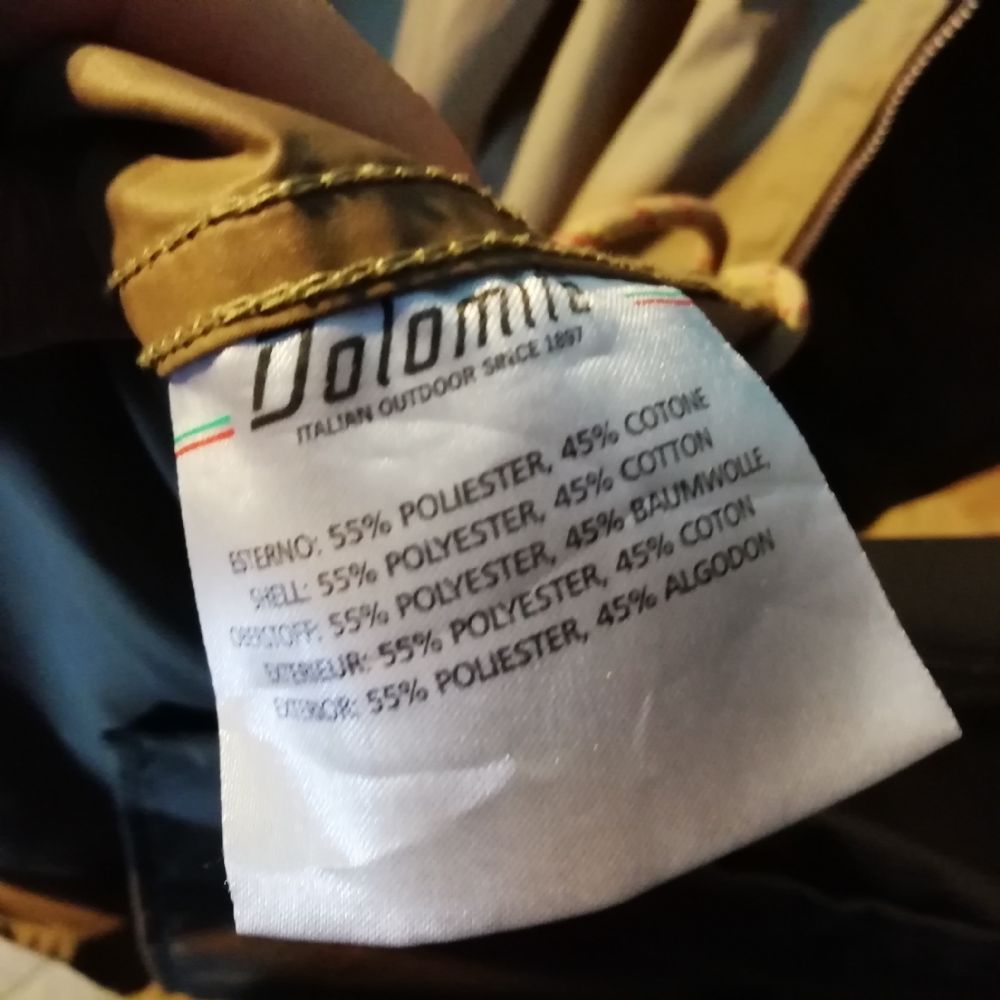 Dolomite
ITALIAN OUTDOOR SINCE 1897
ESTERNO: 55% POLIESTER, 45% COTONE
SHELL: 55% POLYESTER, 45% COTTON
OBERSTOFF: 55% POLYESTER, 45% BAUMWOLLE,
EXTERIEUR: 55% POLYESTER, 45% COTON
EXTERIOR: 55% POLIESTER, 45% ALGODON